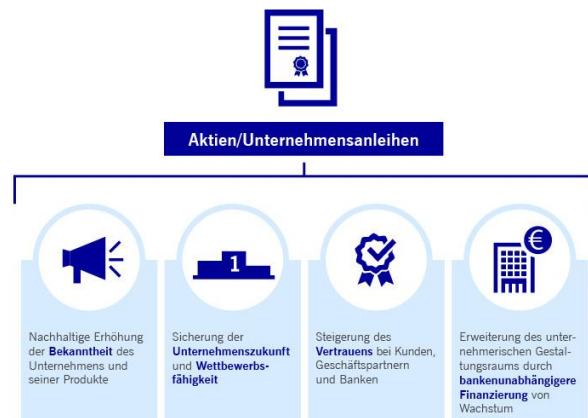 Aktien/Unternehmensanleihen
1
€
Nachhaltige Erhöhung
der Bekanntheit des
Unternehmens und
seiner Produkte
Sicherung der
Unternehmenszukunft
und Wettbewerbs-
fähigkeit
Steigerung des
Vertrauens bei Kunden,
Geschäftspartnern
und Banken
Erweiterung des unter-
nehmerischen Gestal-
tungsraums durch
bankenunabhängigere
Finanzierung von
Wachstum